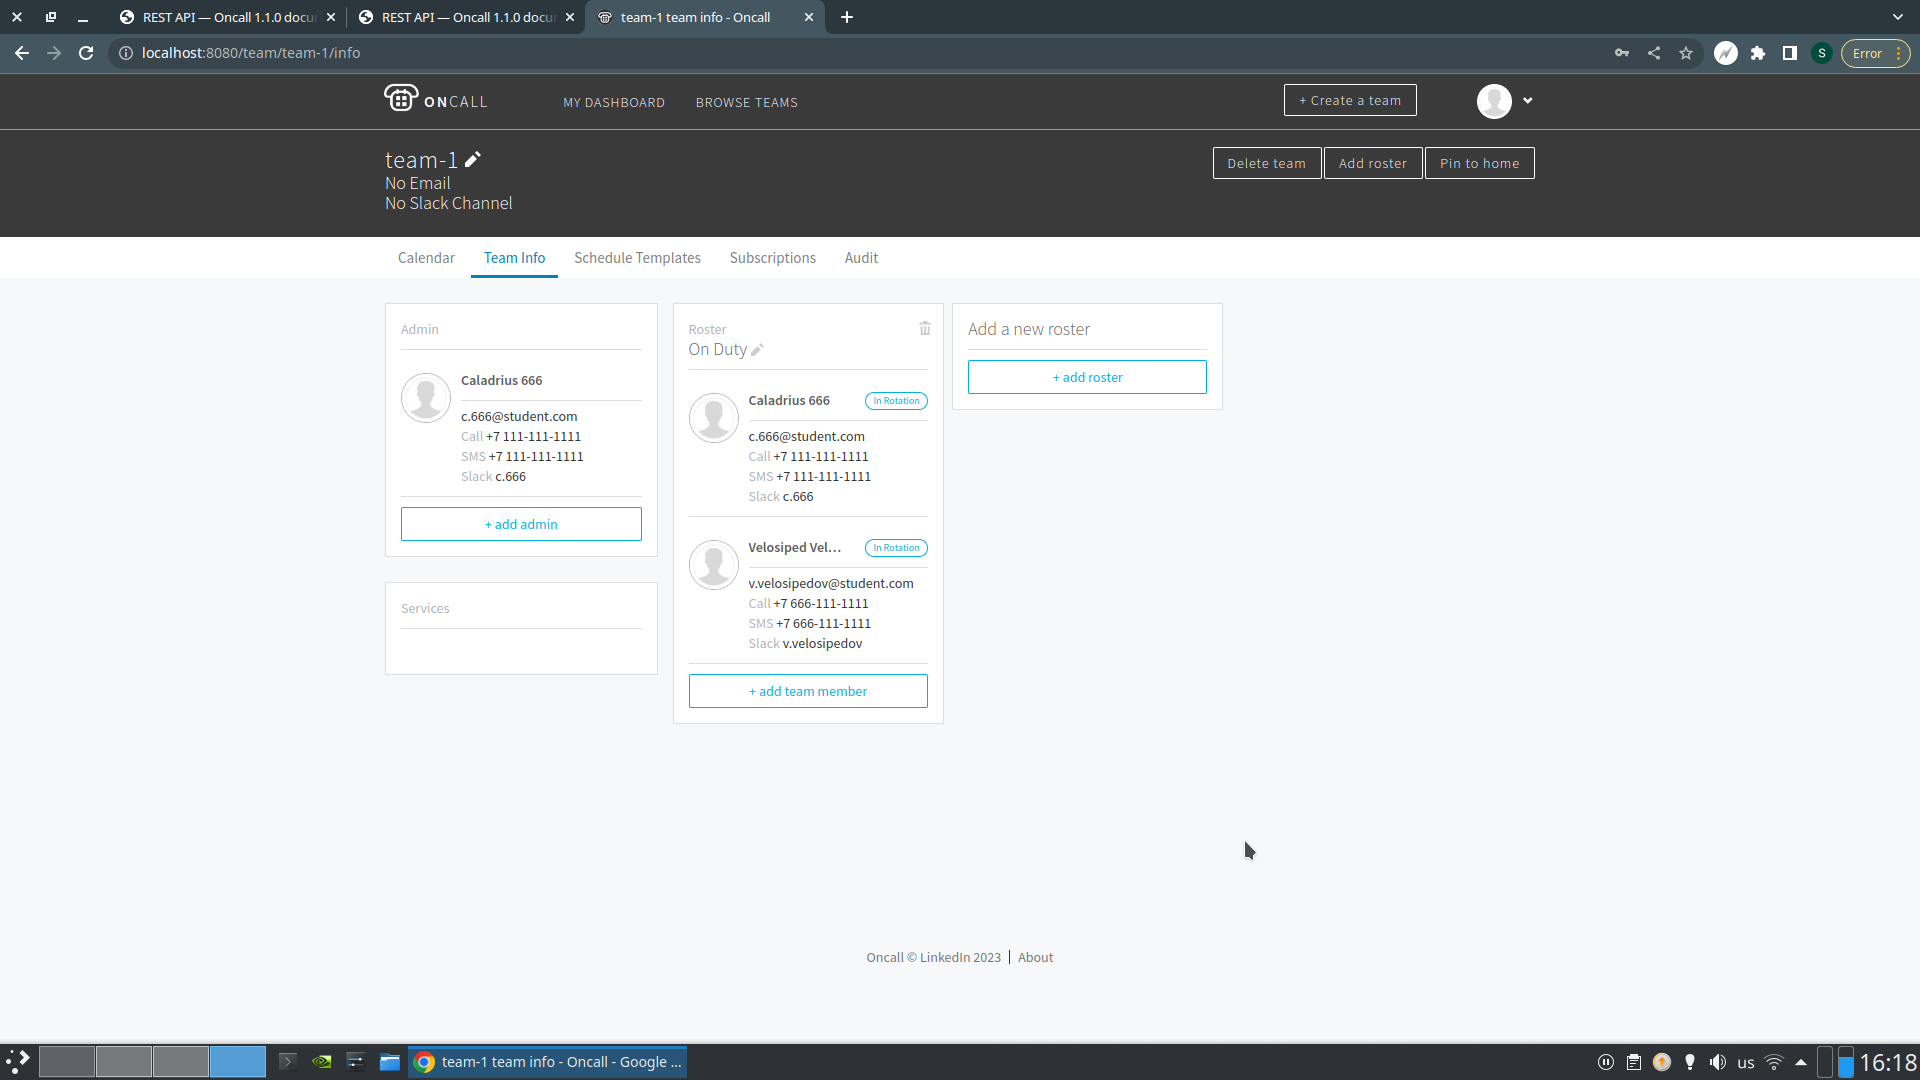 REST API — Oncall 1.1.0 docu
REST API — Oncall 1.1.0 docu
team-1 team info - Oncall
localhost:8080/team/team-1/info
S
Error
ONCALL
MY DASHBOARD
BROWSE TEAMS
+ Create a team
team-1
No Email
No Slack Channel
Delete team
Add roster
Pin to home
Calendar
Team Info
Schedule Templates
Subscriptions
Audit
Admin
Caladrius 666
c.666@student.com
Call +7 111-111-1111
SMS +7 111-111-1111
Slack c.666
+ add admin
Services
Roster
On Duty
Caladrius 666
In Rotation
c.666@student.com
Call +7 111-111-1111
SMS +7 111-111-1111
Slack c.666
Velosiped Vel...
In Rotation
v.velosipedov@student.com
Call +7 666-111-1111
SMS +7 666-111-1111
Slack v.velosipedov
+ add team member
Add a new roster
+ add roster
Oncall © LinkedIn 2023 | About
team-1 team info - Oncall - Google ...
us
16:18